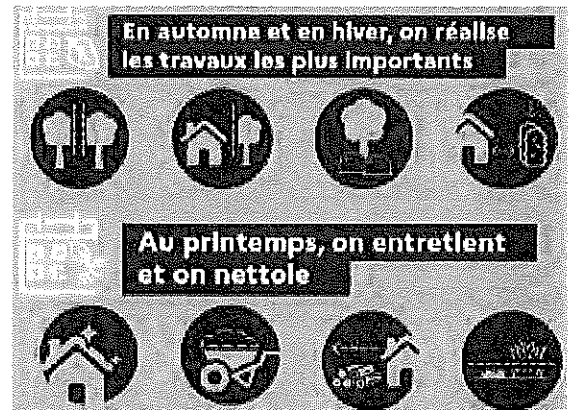 En automne et en hiver, on réalise
les travaux les plus importants
Au printemps, on entretient
et on nettoie